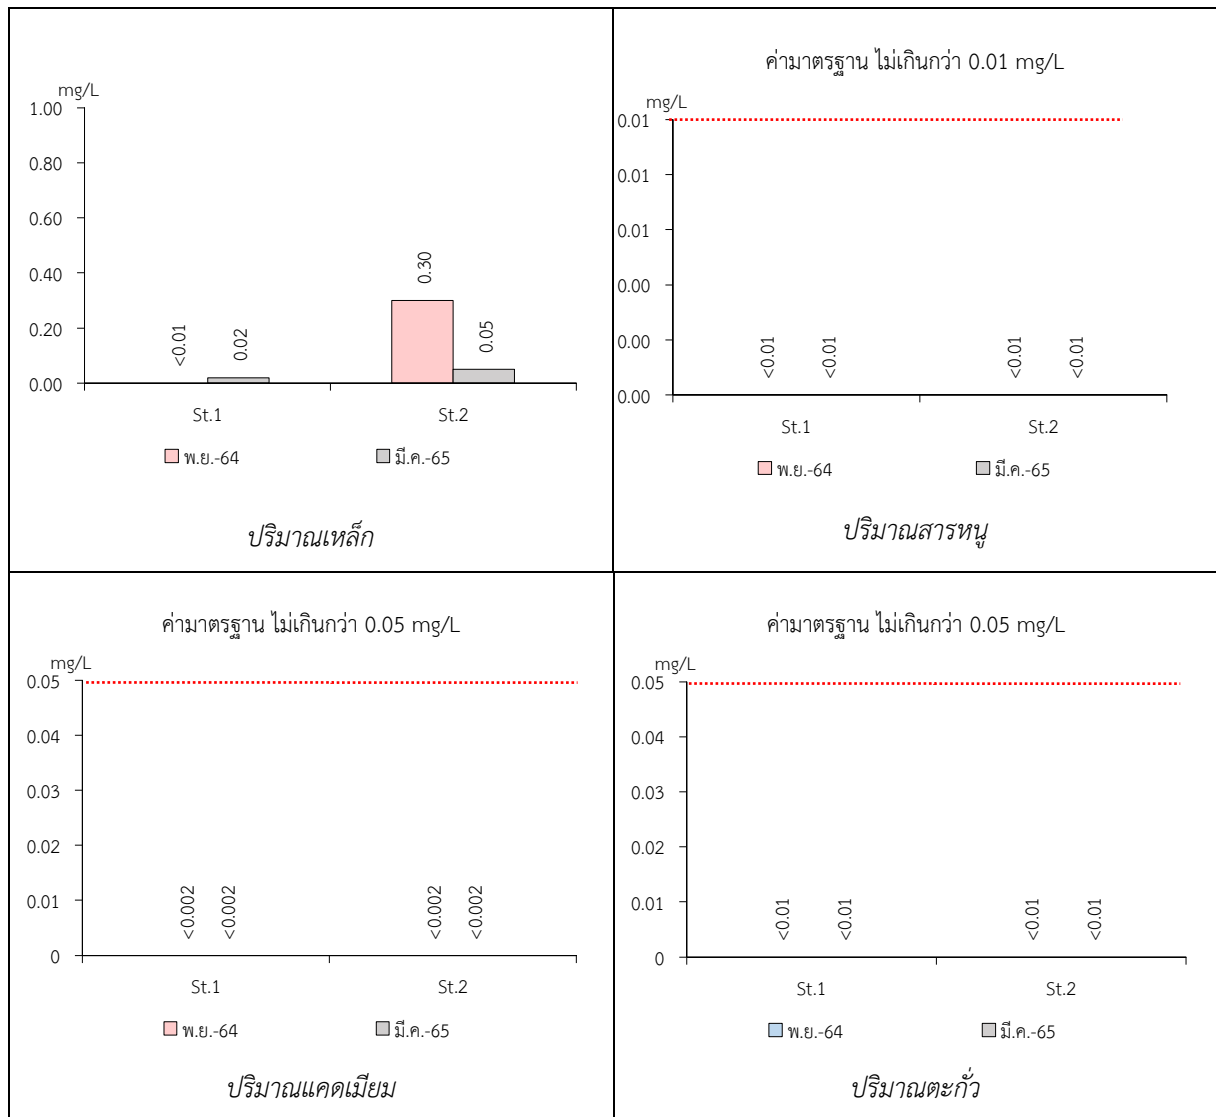 mg/L
1.00
0.80
0.60
0.40
0.20
0.00
<0.01
0.02
0.30
0.05
St.1 St.2
พ.ย.-64 มี.ค.-65
ปริมาณเหล็ก
ค่ามาตรฐาน ไม่เกินกว่า 0.01 mg/L
mg/L
0.01
0.01
0.01
0.00
0.00
0.00
<0.01
<0.01
<0.01
<0.01
St.1 St.2
พ.ย.-64 มี.ค.-65
ปริมาณสารหนู
ค่ามาตรฐาน ไม่เกินกว่า 0.05 mg/L
mg/L
0.05
0.04
0.03
0.02
0.01
0
<0.002
<0.002
<0.002
<0.002
St.1 St.2
พ.ย.-64 มี.ค.-65
ปริมาณแคดเมียม
ค่ามาตรฐาน ไม่เกินกว่า 0.05 mg/L
mg/L
0.05
0.04
0.03
0.02
0.01
0
<0.01
<0.01
<0.01
<0.01
St.1 St.2
พ.ย.-64 มี.ค.-65
ปริมาณตะกั่ว